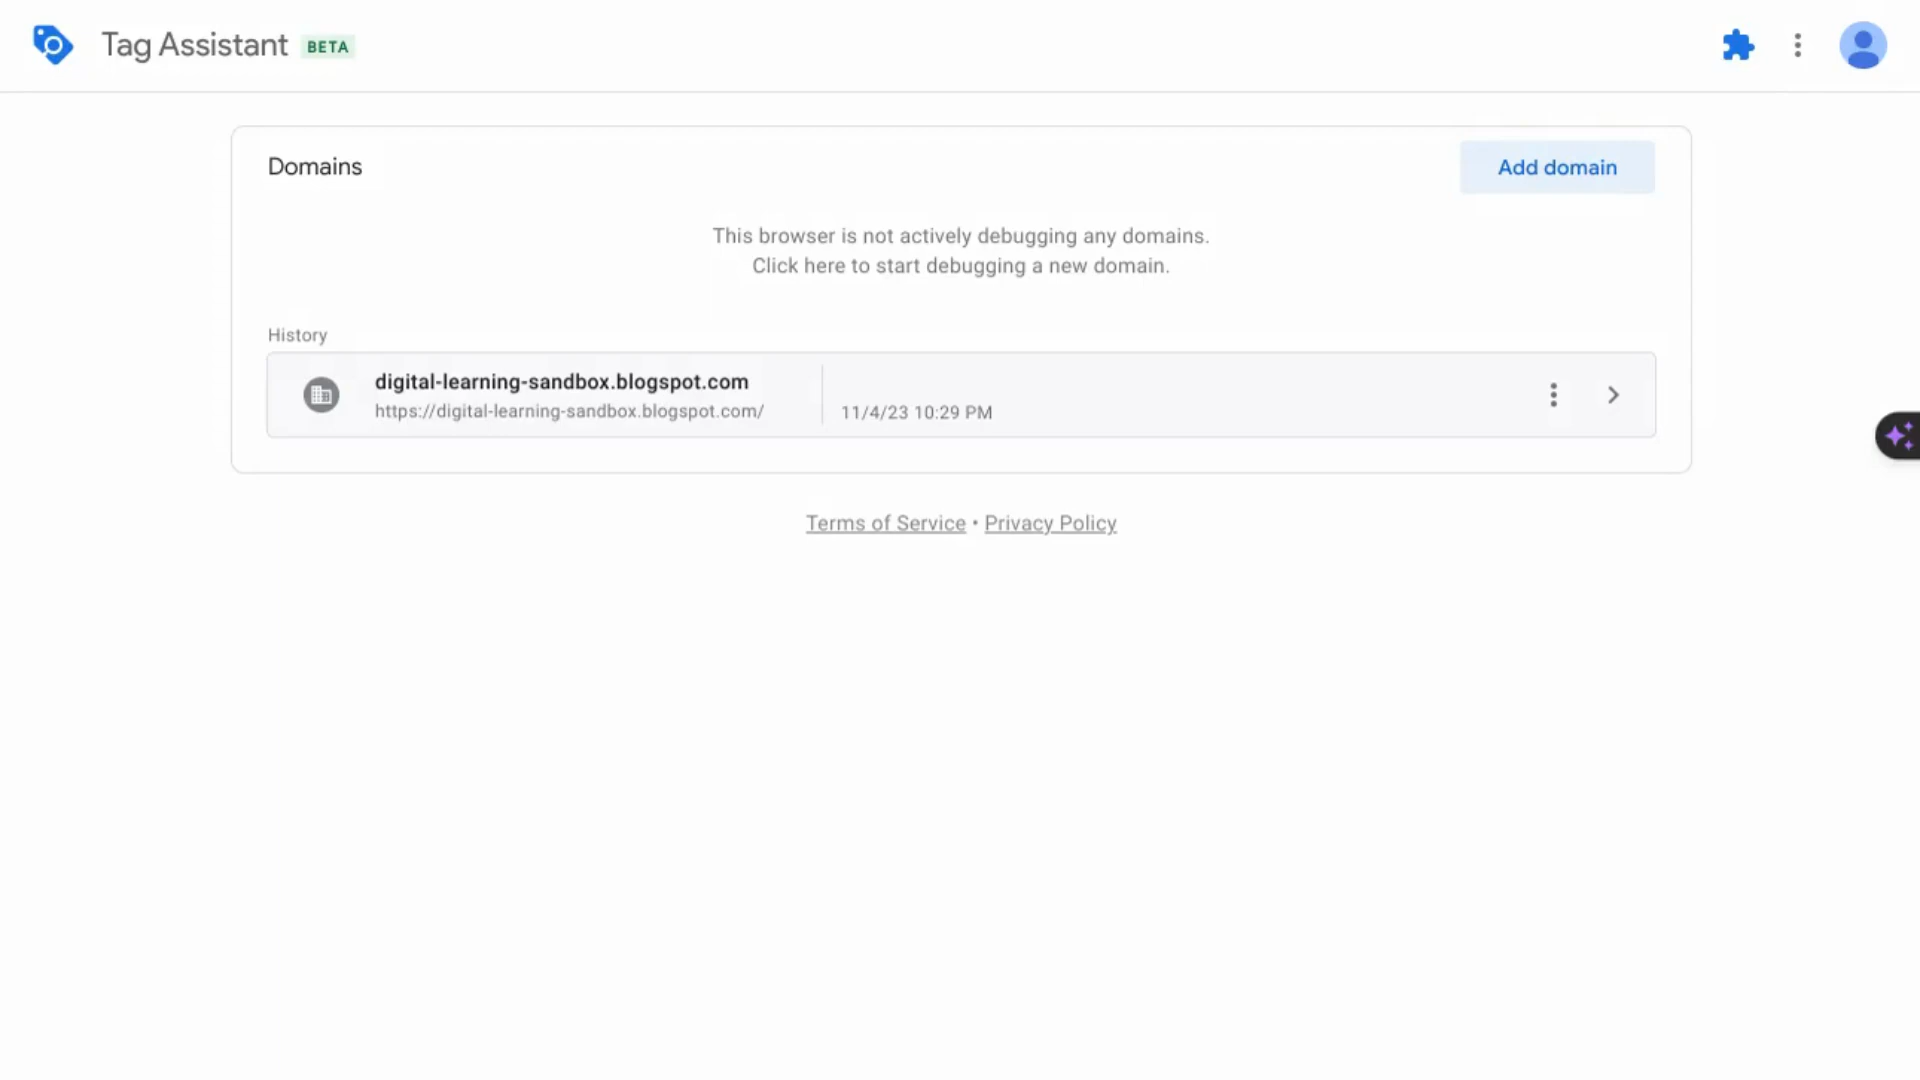 Tag Assistant BETA
Domains
Add domain
This browser is not actively debugging any domains.
Click here to start debugging a new domain.
History
digital-learning-sandbox.blogspot.com
https://digital-learning-sandbox.blogspot.com/
11/4/23 10:29 PM
Terms of Service • Privacy Policy